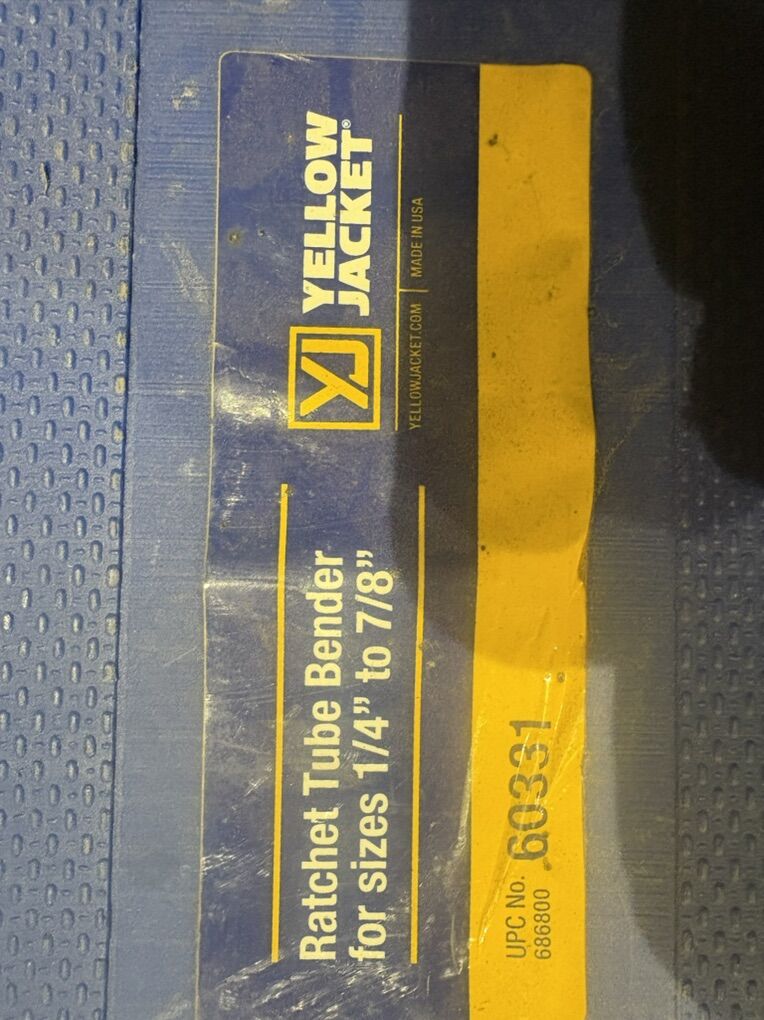 Ratchet Tube Bender
for sizes 1/4” to 7/8”
YJ
YELLOW
JACKET®
YELLOWJACKET.COM | MADE IN USA
UPC No.
686800 60331